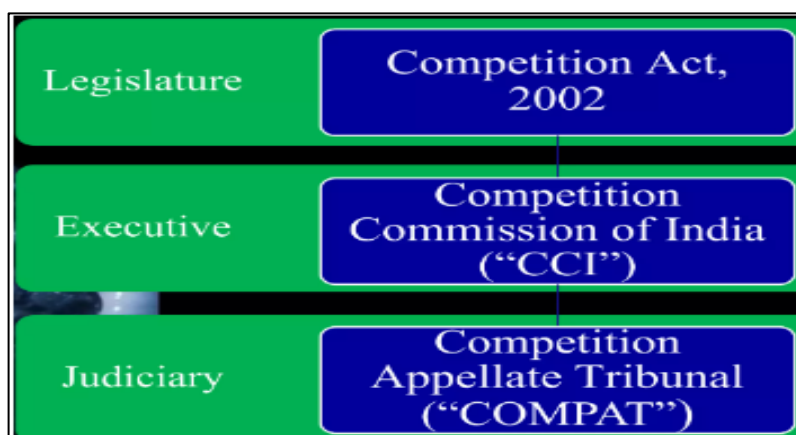 Legislature
Competition Act,
2002
Executive
Competition
Commission of India
(“CCI”)
Judiciary
Competition
Appellate Tribunal
(“COMPAT”)